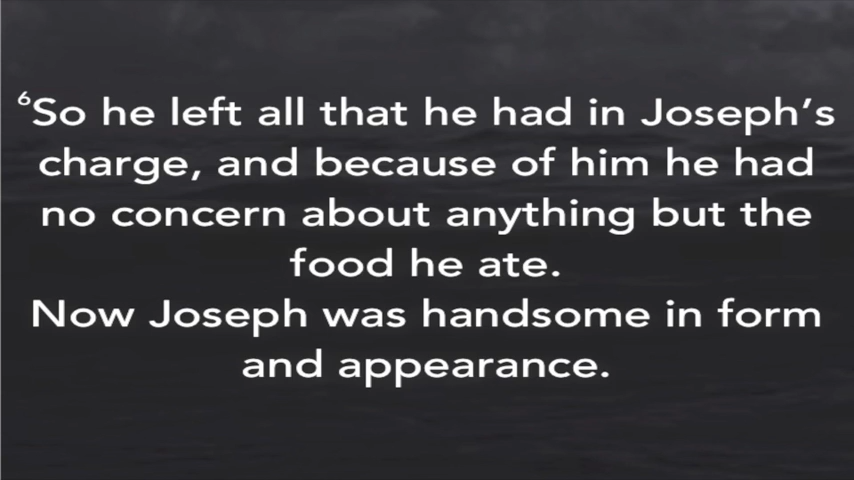 ⁶So he left all that he had in Joseph’s
charge, and because of him he had
no concern about anything but the
food he ate.
Now Joseph was handsome in form
and appearance.